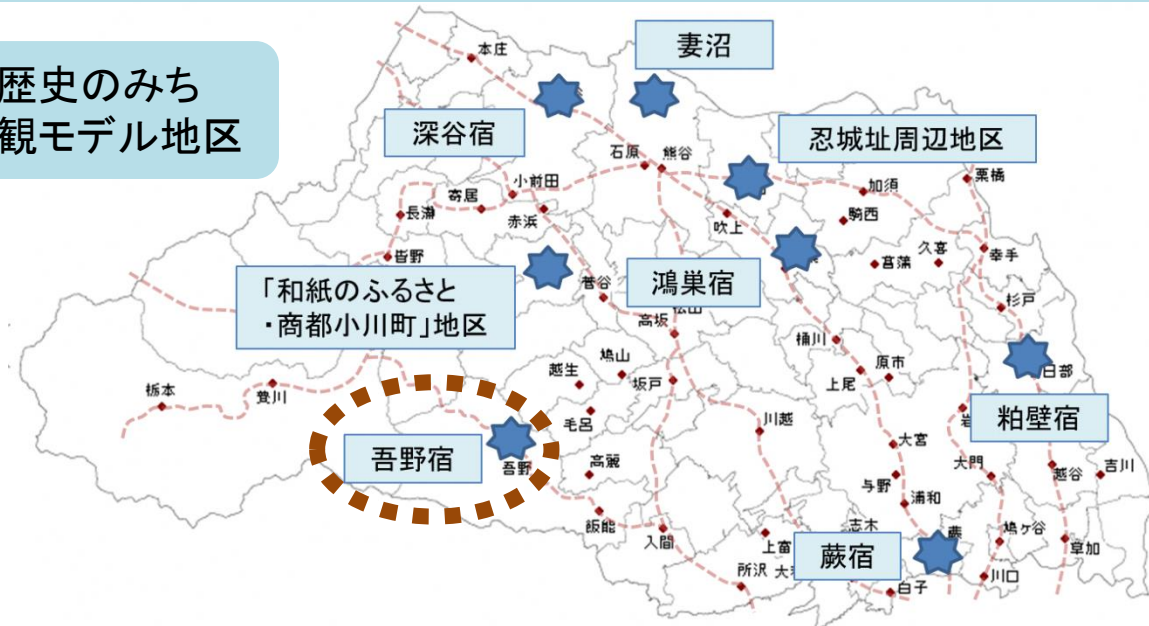 歴史のみち
観モデル地区
本庄
妻沼
深谷宿
忍城址周辺地区
石原
熊谷
栗橋
加須
小前田
寄居
長瀞
赤浜
騎西
吹上
久喜
菖蒲
幸手
皆野
「和紙のふるさと
・商都小川町」地区
菅谷
鴻巣宿
杉戸
高坂
桶川
鳩山
越生
坂戸
原市
上尾
日部
栃本
贄川
毛呂
川越
粕壁宿
吾野宿
吾野
高麗
大宮
大門
越谷
吉川
与野
浦和
飯能
入間
志木
蕨
鳩ヶ谷
草加
上富
蕨宿
所沢
川口
白子